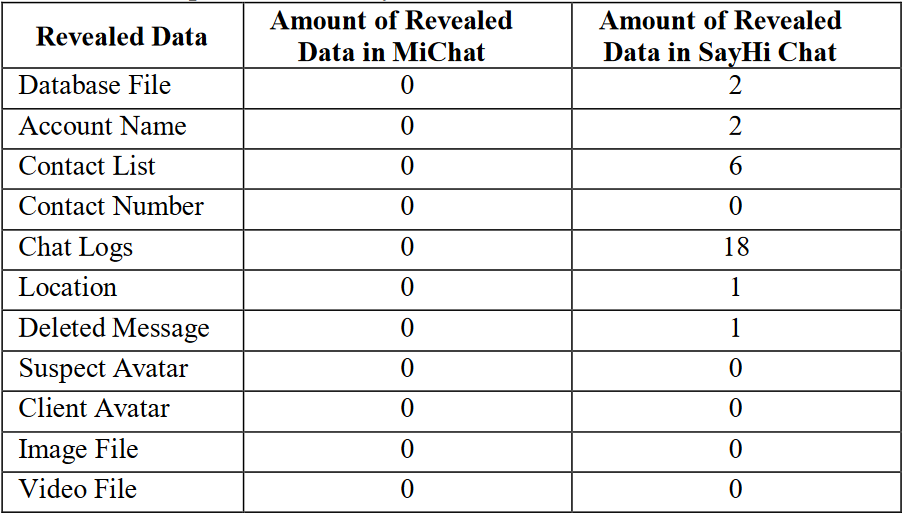 Revealed Data Amount of Revealed Data in MiChat Amount of Revealed Data in SayHi Chat
Database File 0 2
Account Name 0 2
Contact List 0 6
Contact Number 0 0
Chat Logs 0 18
Location 0 1
Deleted Message 0 1
Suspect Avatar 0 0
Client Avatar 0 0
Image File 0 0
Video File 0 0